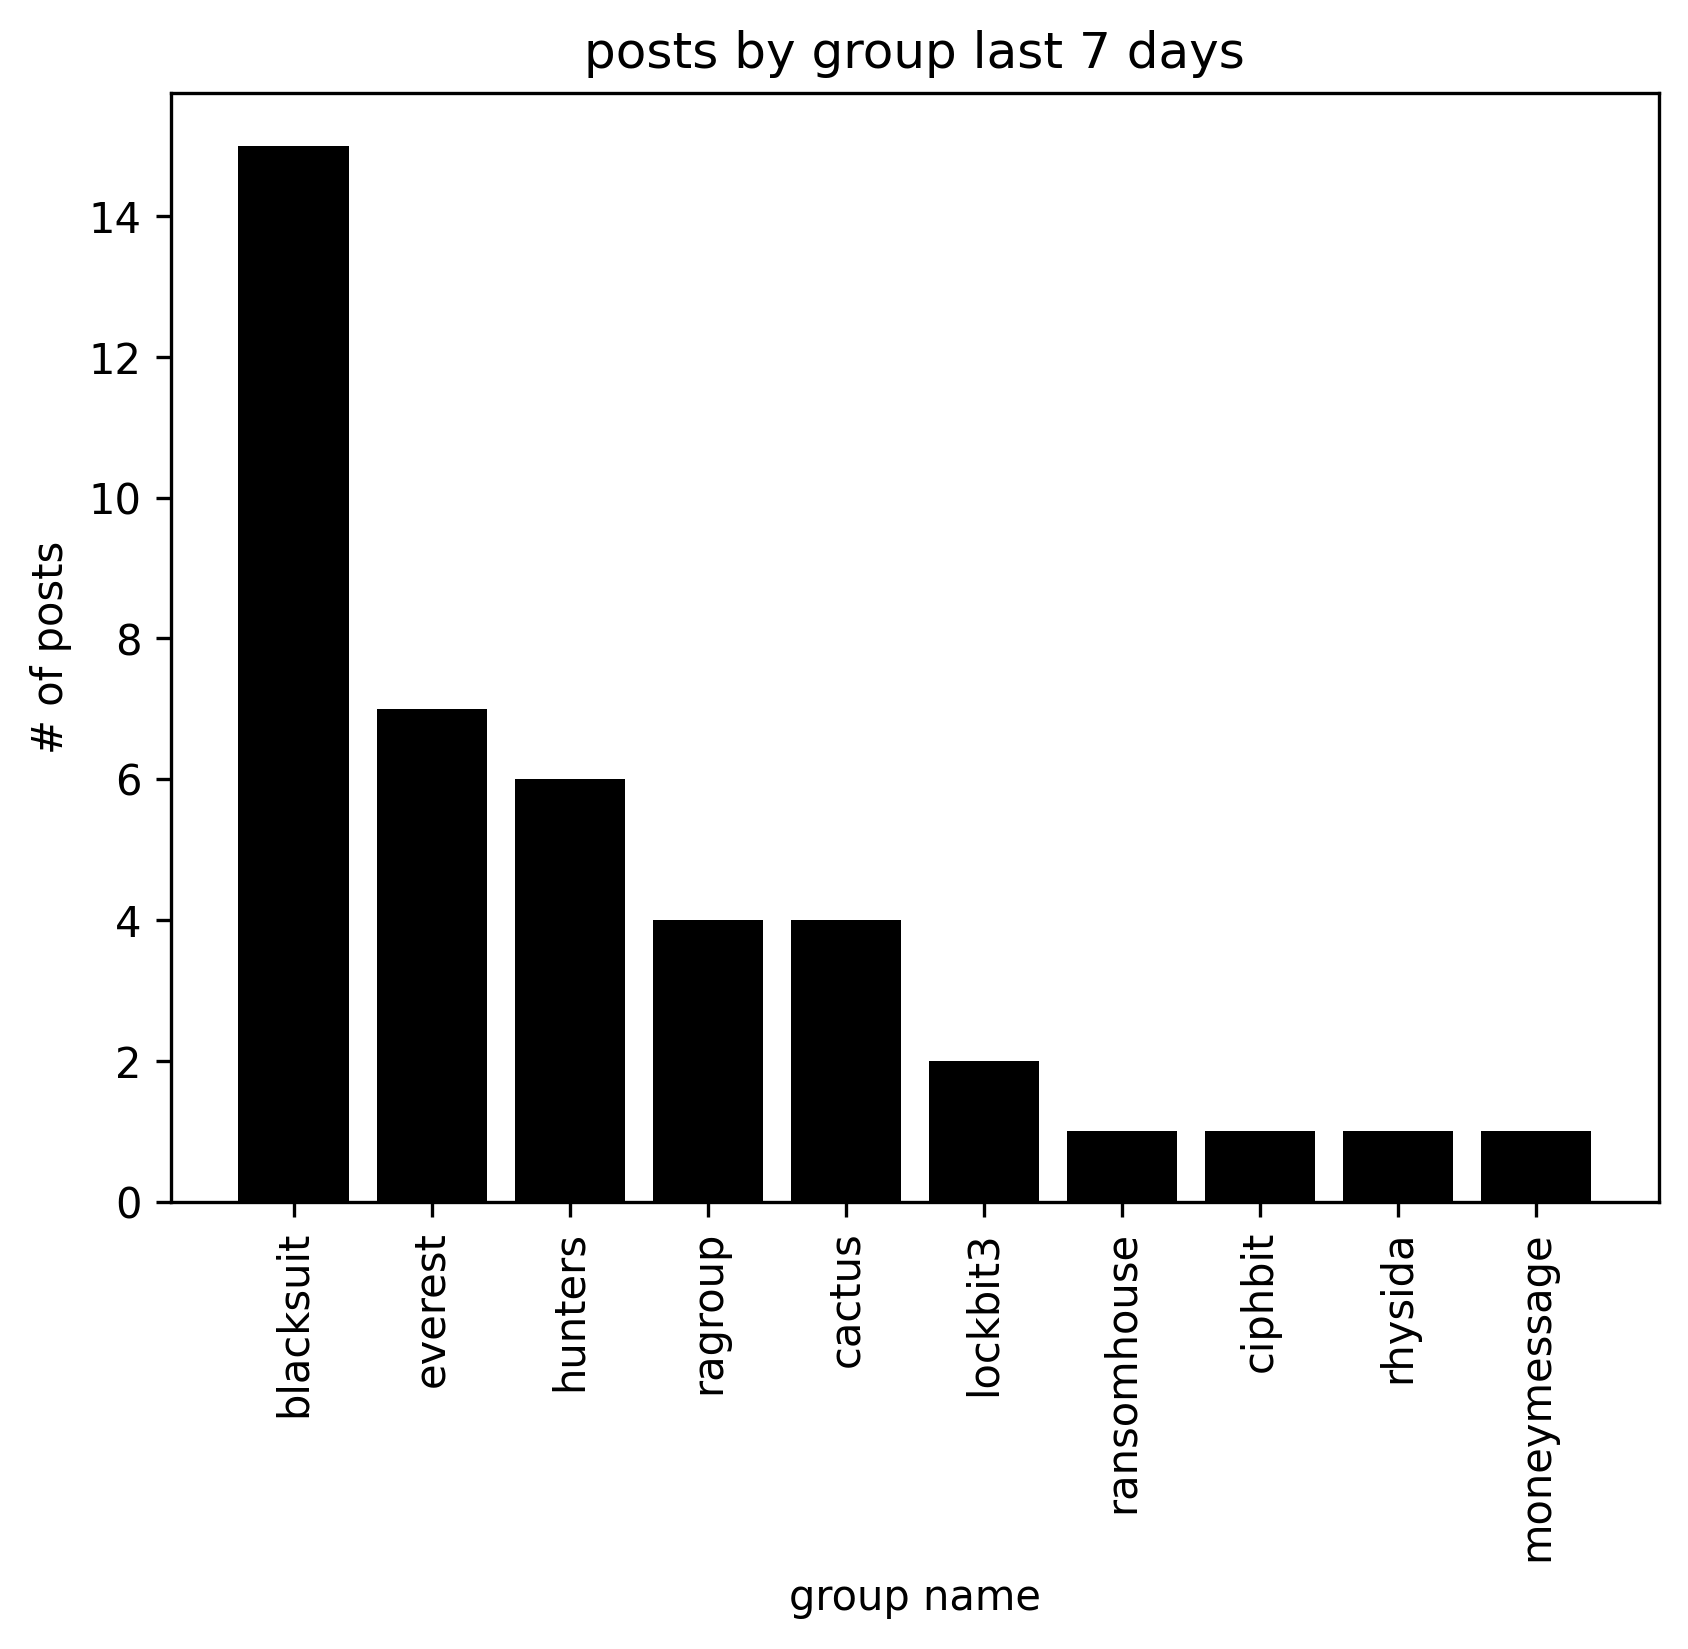 posts by group last 7 days
# of posts
14
12
10
8
6
4
2
0
blacksuit
everest
hunters
ragroup
cactus
lockbit3
ransomhouse
ciphbit
rhysida
moneymessage
group name